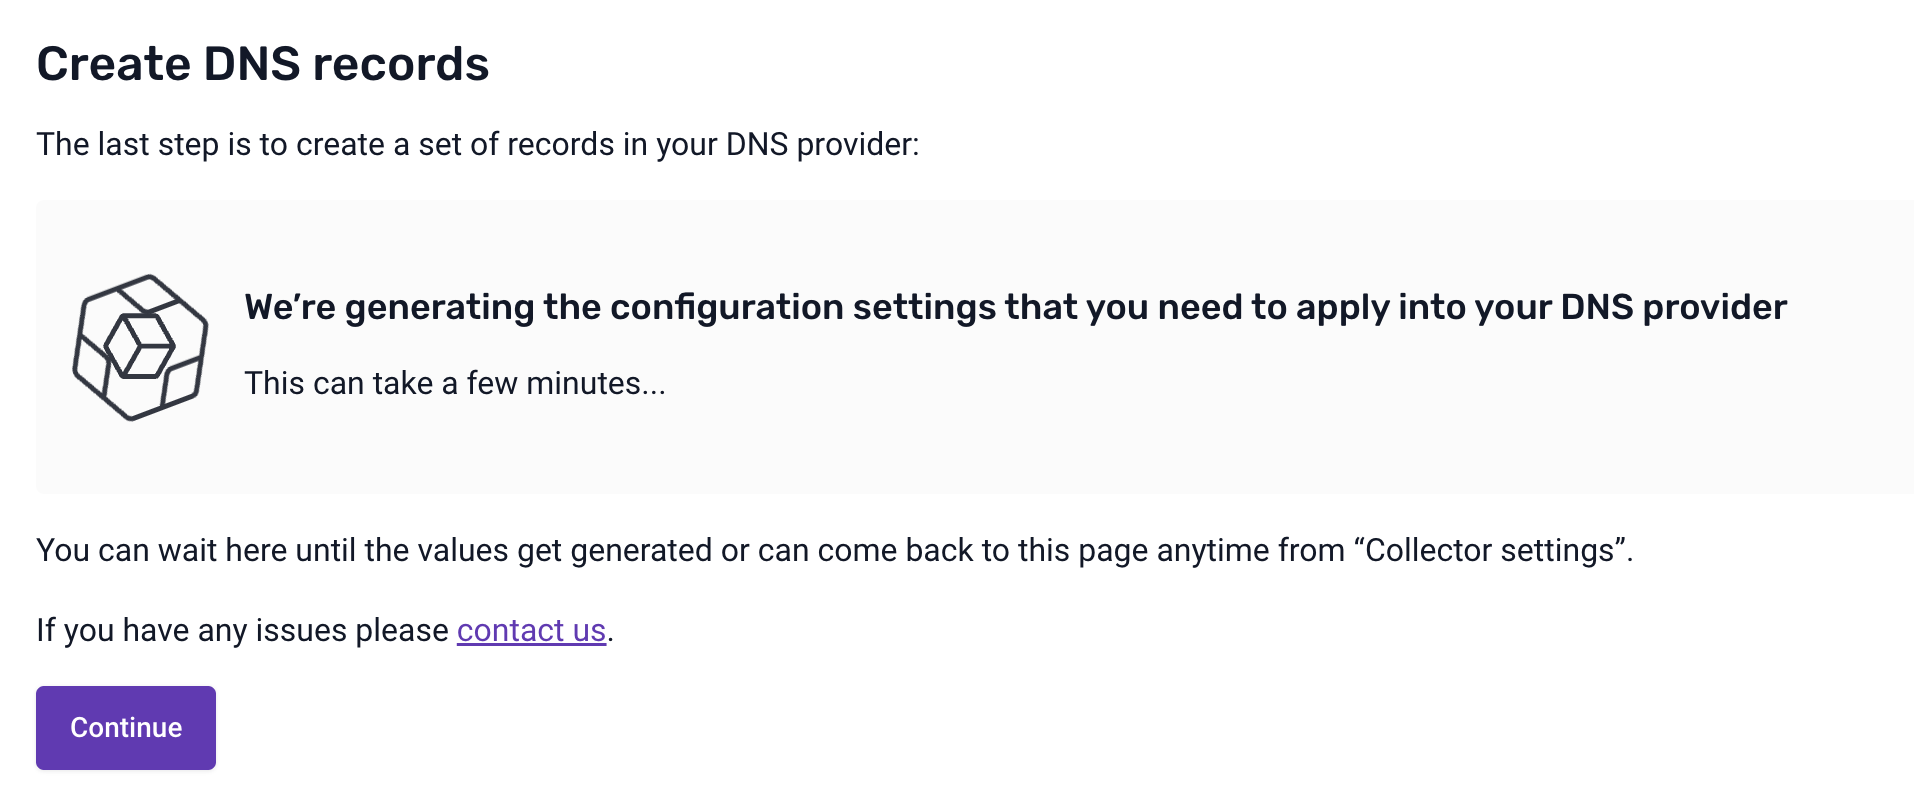 Create DNS records
The last step is to create a set of records in your DNS provider:
We’re generating the configuration settings that you need to apply into your DNS provider
This can take a few minutes...
You can wait here until the values get generated or can come back to this page anytime from “Collector settings”.
If you have any issues please contact us.
Continue